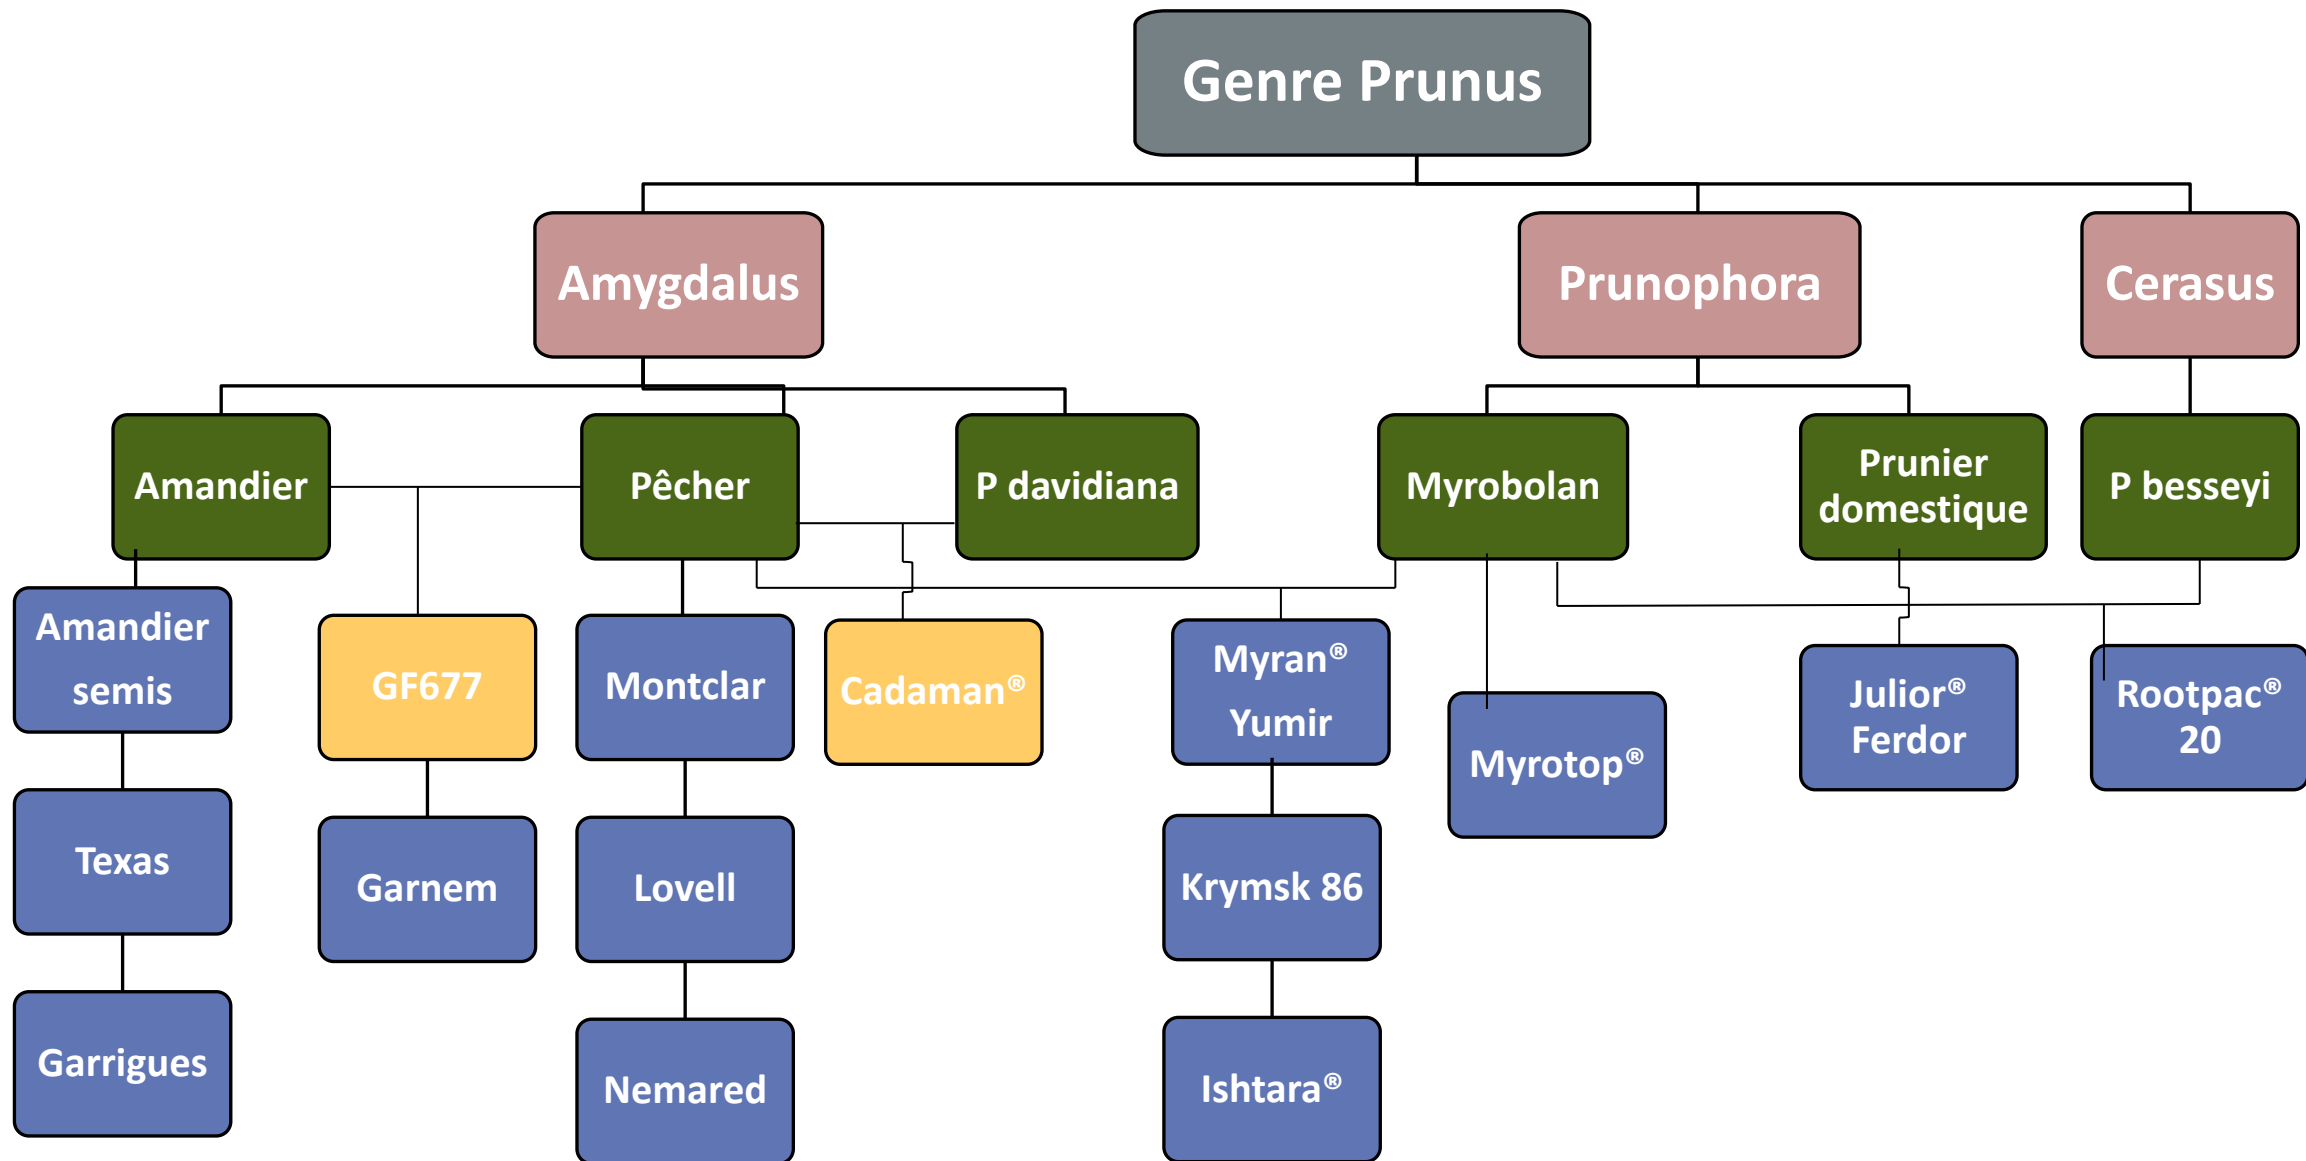 Genre Prunus
Amygdalus
Prunophora
Cerasus
Amandier
Pêcher
P davidiana
Myrobolan
Prunier
domestique
P besseyi
Amandier
semis
GF677
Montclar
Cadaman®
Myran®
Yumir
Myrotop®
Julior®
Ferdor
Rootpac®
20
Texas
Garnem
Lovell
Krymsk 86
Garrigues
Nemared
Ishtara®